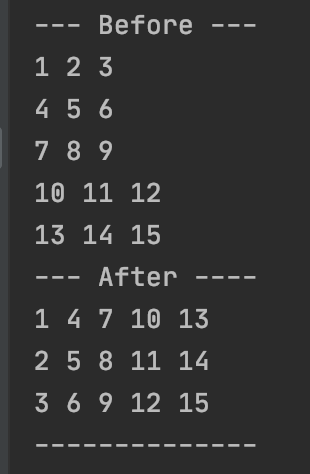 --- Before ---
1 2 3
4 5 6
7 8 9
10 11 12
13 14 15
--- After ----
1 4 7 10 13
2 5 8 11 14
3 6 9 12 15
--------------